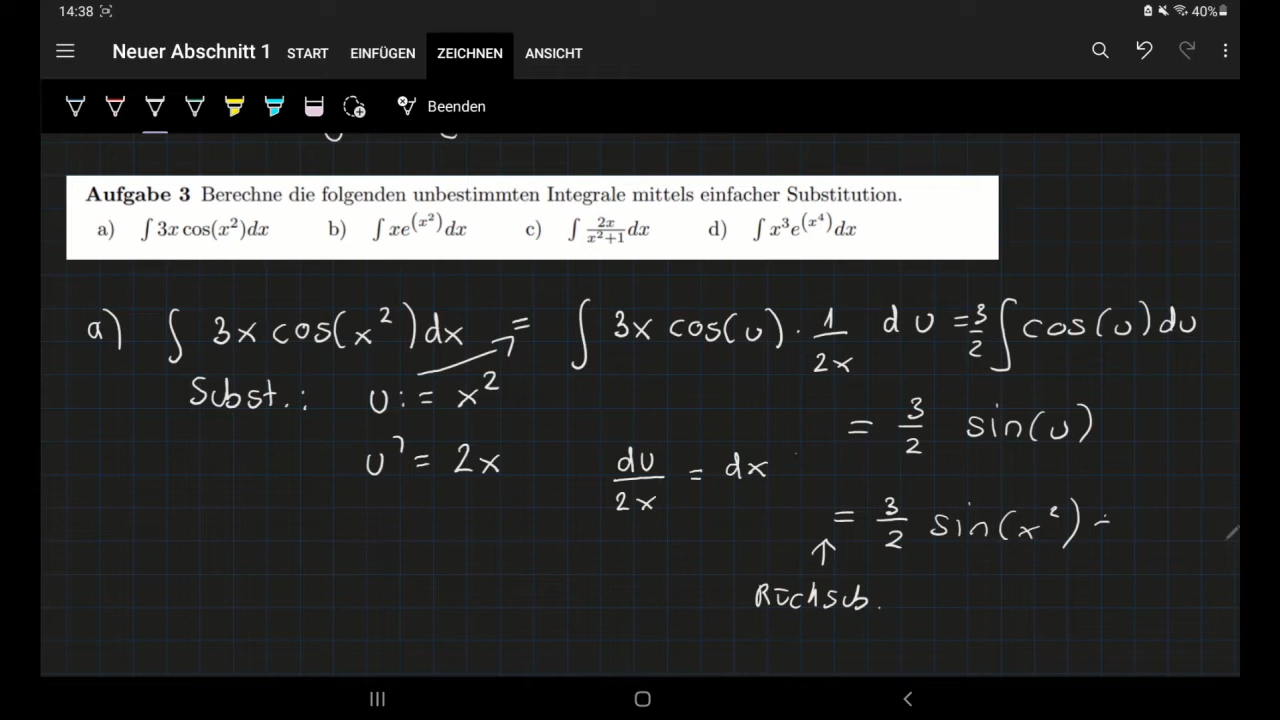 14:38 40%
Neuer Abschnitt 1 START EINFÜGEN ZEICHNEN ANSICHT
Beenden
Aufgabe 3 Berechne die folgenden unbestimmten Integrale mittels einfacher Substitution.
a) ∫ 3x cos(x²)dx b) ∫ xe^(x²) dx c) ∫ 2x/(x²+1) dx d) ∫ x³e^(x⁴) dx
a) ∫ 3x cos(x²)dx = ∫ 3x cos(u) · 1/2x du = 3/2 ∫ cos(u) du
Subst.: u := x²
= 3/2 sin(u)
u' = 2x du/2x = dx
= 3/2 sin(x²)
Rücksub.